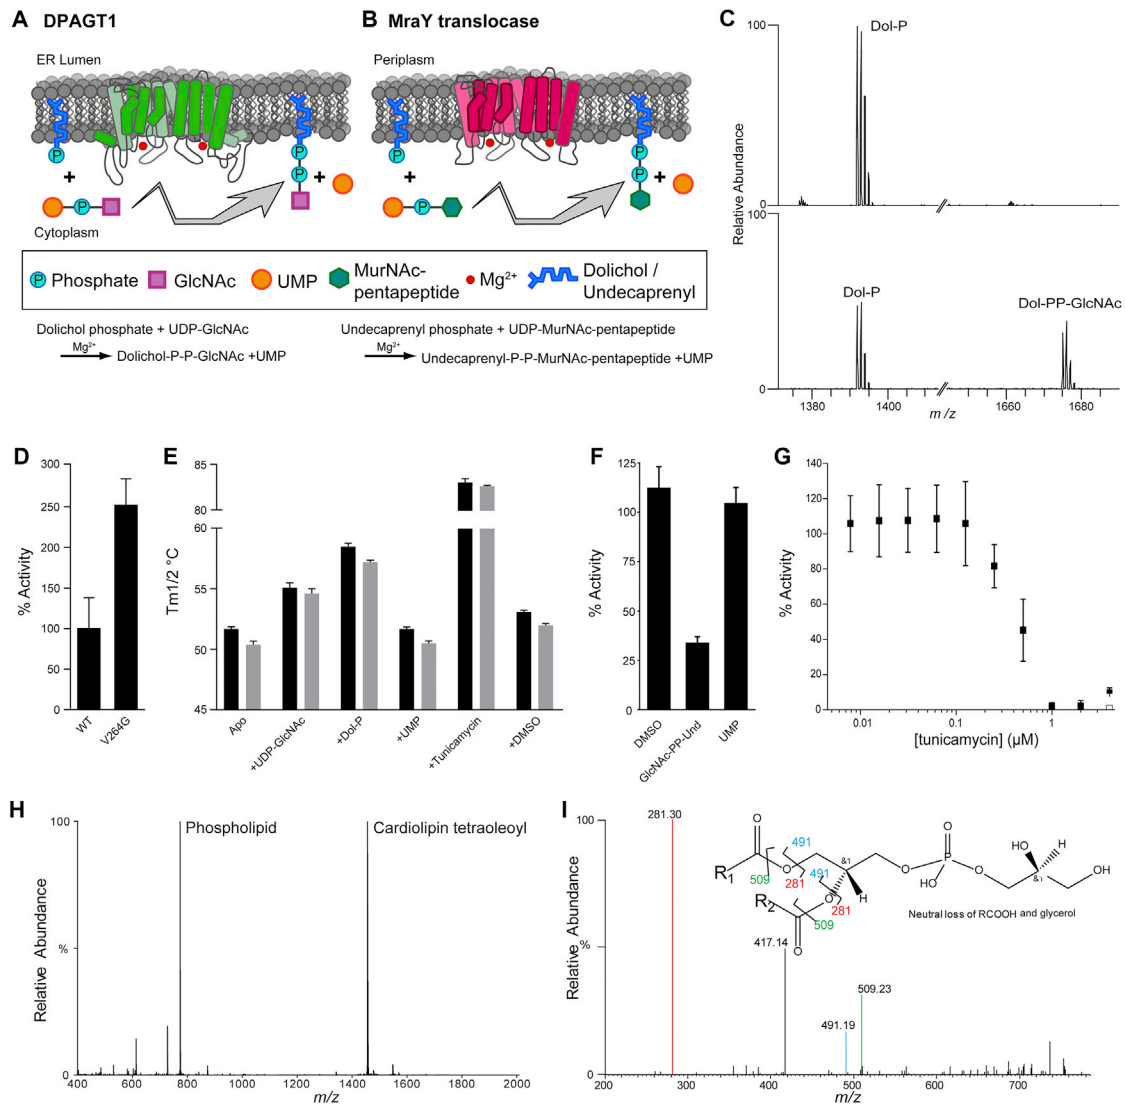 A DPAGT1
ER Lumen
P
P
P
P
Cytoplasm
+
+
B MraY translocase
Periplasm
P
P
P
P
+
+
P Phosphate
GlcNAc
UMP
MurNAc-
pentapeptide
Mg2+
Dolichol /
Undecaprenyl
Dolichol phosphate + UDP-GlcNAc
Mg2+
Dolichol-P-P-GlcNAc +UMP
Undecaprenyl phosphate + UDP-MurNAc-pentapeptide
Mg2+
Undecaprenyl-P-P-MurNAc-pentapeptide +UMP
C
Relative Abundance
100
0
Dol-P
100
0
Dol-P
Dol-PP-GlcNAc
1380 1400 1660 1680
m/z
D
% Activity
300
250
200
150
100
50
0
WT
V264G
E
Tm1/2 °C
85
80
60
55
50
45
Apo
+UDP-GlcNAc
+Dol-P
+UMP
+Tunicamycin
+DMSO
F
% Activity
125
100
75
50
25
0
DMSO
GlcNAc-PP-Und
UMP
G
% Activity
140
120
100
80
60
40
20
0
0.01 0.1 1
[tunicamycin] (µM)
H
Relative Abundance
100
%
0
Phospholipid
Cardiolipin tetraoleoyl
400 600 800 1000 1200 1400 1600 1800 2000
m/z
I
Relative Abundance
100
%
0
281.30
417.14
491.19
509.23
R1
R2
O
O
O
O
O
O
O
P
HO
HO
OH
H
H
&1
&1
491
491
509
509
281
281
Neutral loss of RCOOH and glycerol
200 300 400 500 600 700
m/z